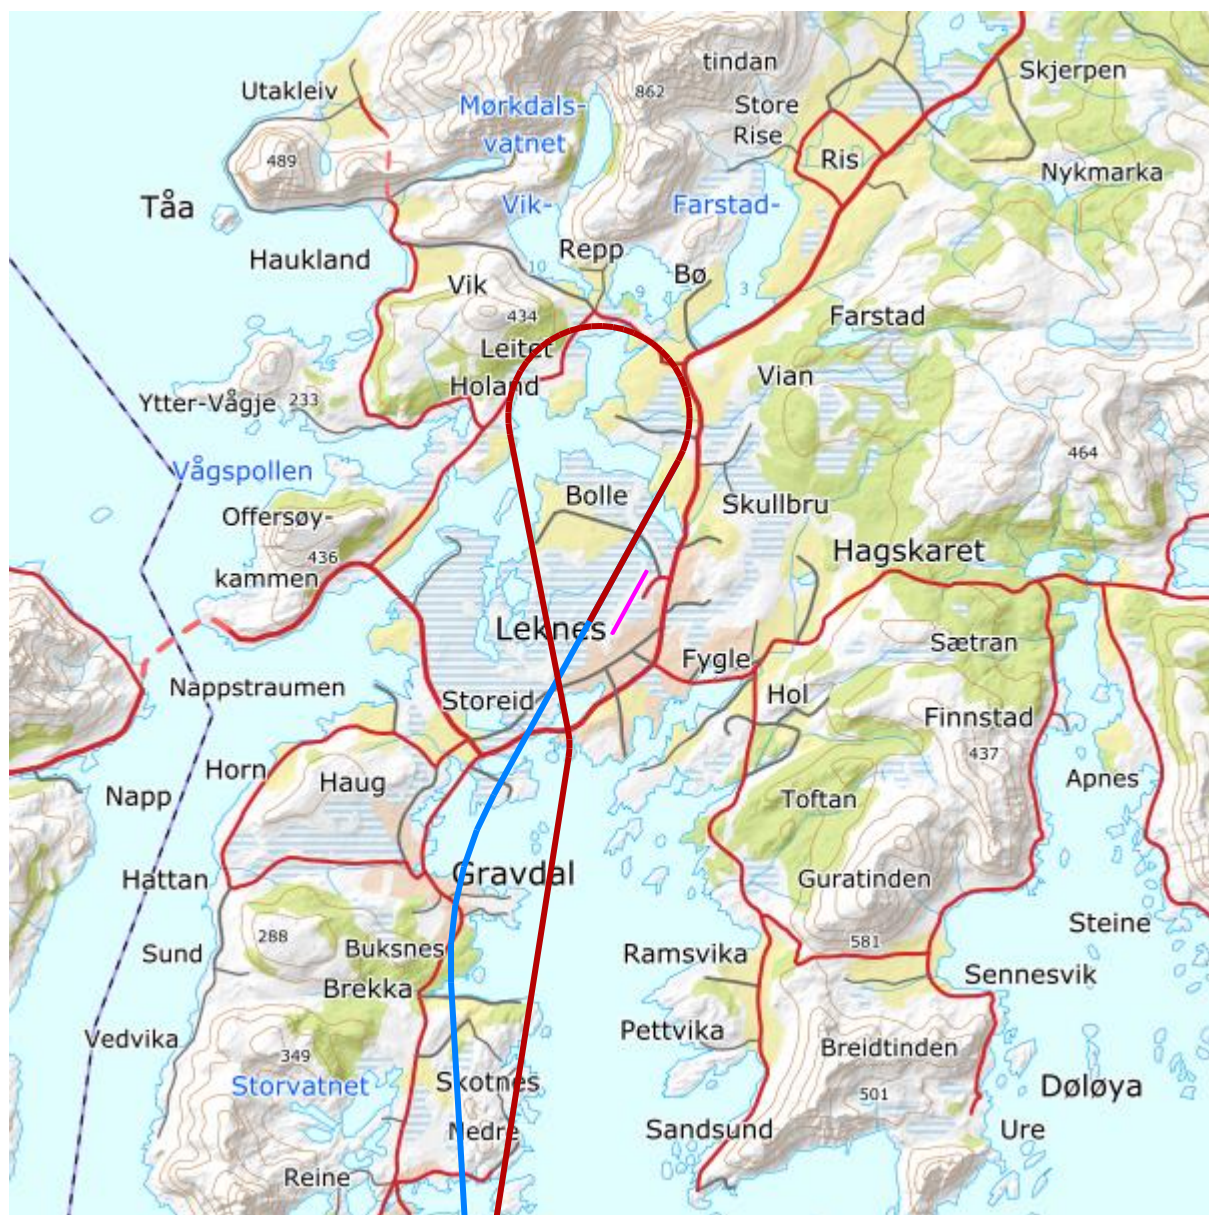 tindan
Skjerpen
Utakleiv
862
Mørkdals-
vatnet
Store
Rise
489
Ris
Nykmarka
Tåa
Vik-
Farstad-
Repp
Haukland
10
Bø
Vik
9
4
3
434
Farstad
Leitet
Holand
Vian
Ytter-Vågje
233
464
Vågspollen
Bolle
Skullbru
Offersøy-
436
kammen
Hagskaret
Leknes
Sætran
Fygle
Nappstraumen
Storeid
Hol
Finnstad
437
Horn
Haug
Napp
Toftan
Apnes
Hattan
Gravdal
Guratinden
288
Steine
Sund
Buksnes
Ramsvika
581
Brekka
Sennesvik
Vedvika
Pettvika
349
Breidtinden
Storvatnet
Skotnes
501
Døløya
Nedre
Sandsund
Ure
Reine